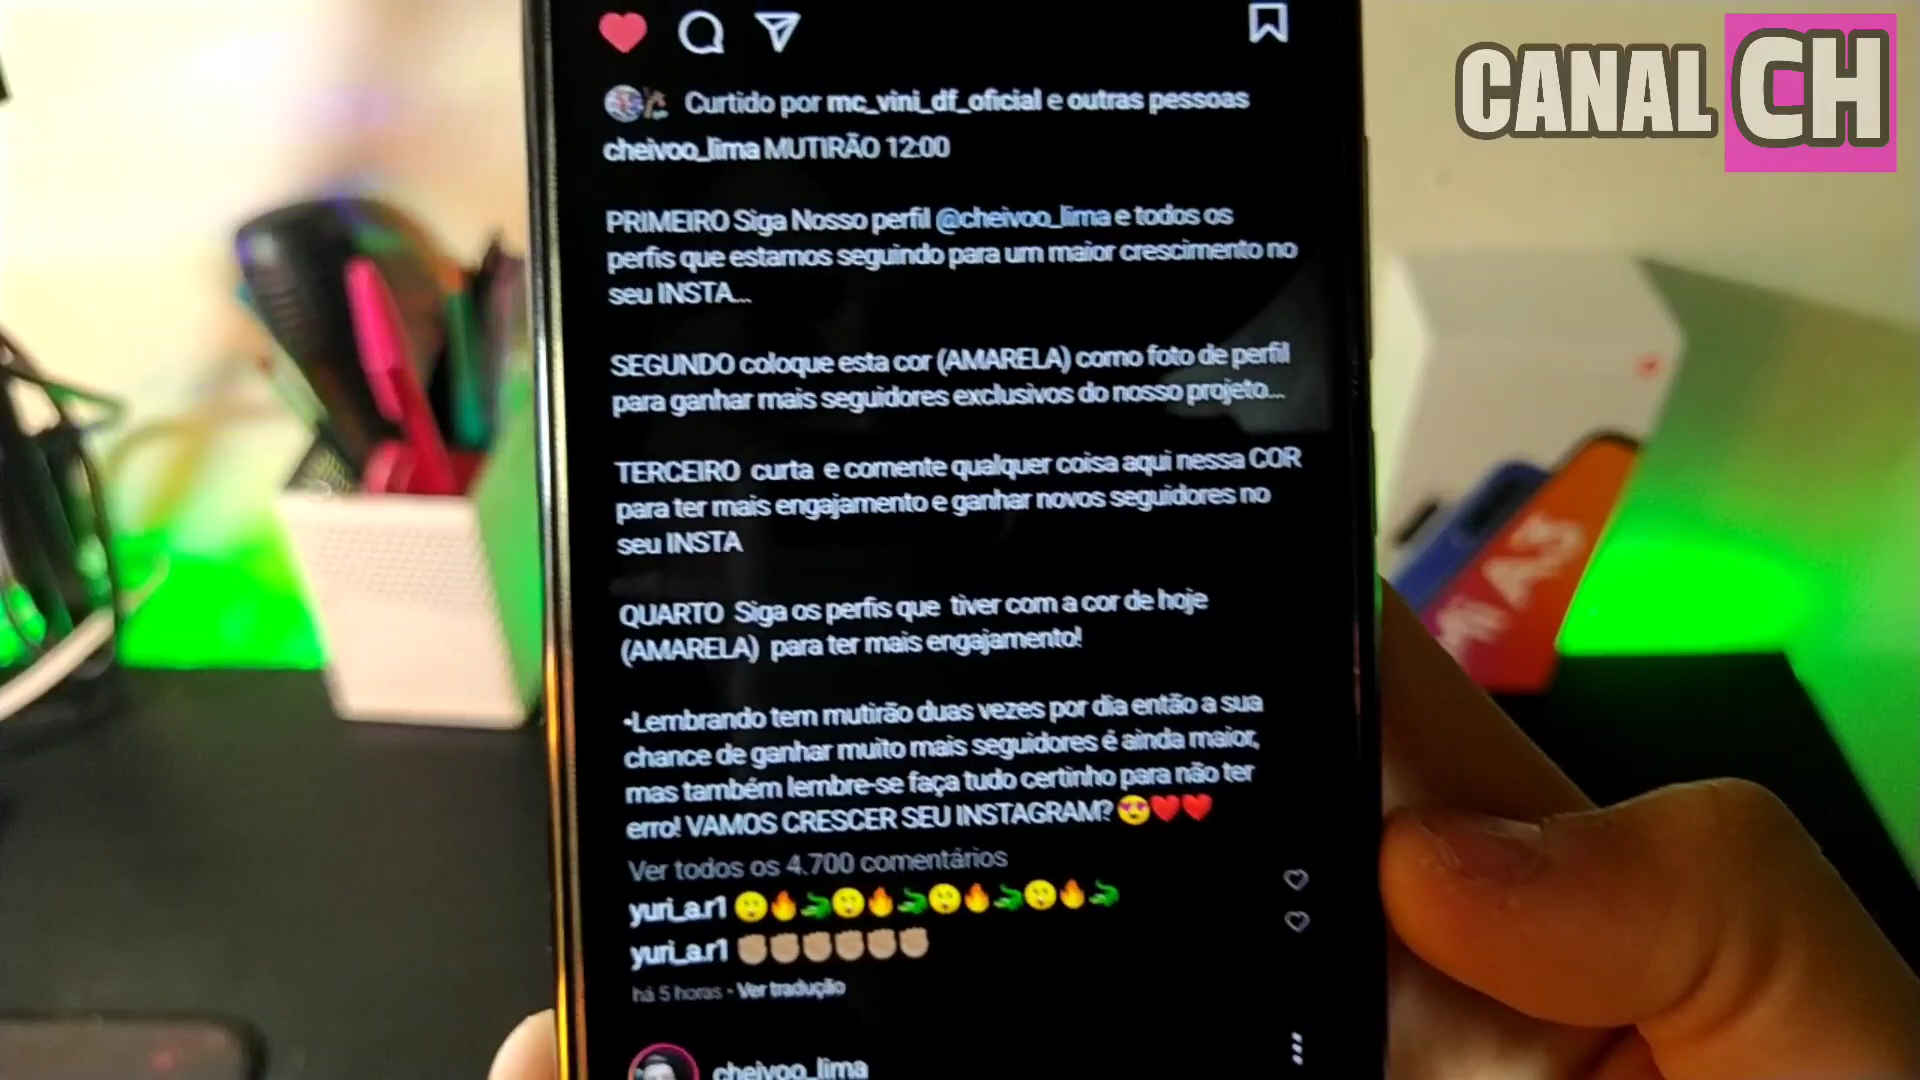 CANAL CH
Curtido por mc_vini_df_oficial e outras pessoas
cheivoo_lima MUTIRÃO 12:00
PRIMEIRO Siga Nosso perfil @cheivoo_lima e todos os
perfis que estamos seguindo para um maior crescimento no
seu INSTA...
SEGUNDO coloque esta cor (AMARELA) como foto de perfil
para ganhar mais seguidores exclusivos do nosso projeto...
TERCEIRO curta e comente qualquer coisa aqui nessa COR
para ter mais engajamento e ganhar novos seguidores no
seu INSTA
QUARTO Siga os perfis que tiver com a cor de hoje
(AMARELA) para ter mais engajamento!
•Lembrando tem mutirão duas vezes por dia então a sua
chance de ganhar muito mais seguidores é ainda maior,
mas também lembre-se faça tudo certinho para não ter
erro! VAMOS CRESCER SEU INSTAGRAM? 😍❤️❤️
Ver todos os 4.700 comentários
yuri_a.r1 😲🔥🐊😲🔥🐊😲🔥🐊😲🔥🐊
yuri_a.r1 ✊🏼✊🏼✊🏼✊🏼✊🏼✊🏼
há 5 horas • Ver tradução
cheivoo_lima
Mi A3